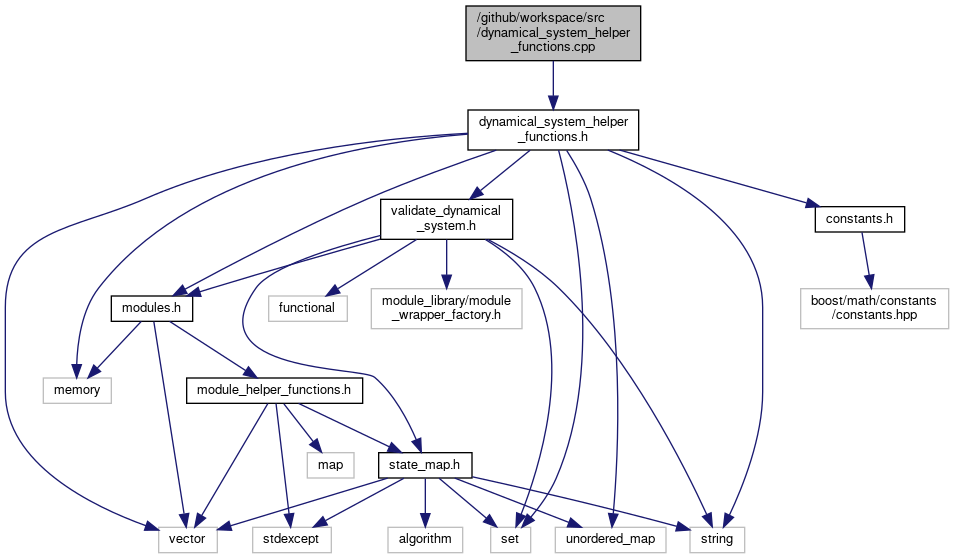 /github/workspace/src
/dynamical_system_helper
_functions.cpp
dynamical_system_helper
_functions.h
validate_dynamical
_system.h
constants.h
modules.h
functional
module_library/module
_wrapper_factory.h
boost/math/constants
/constants.hpp
memory
module_helper_functions.h
map
state_map.h
vector
stdexcept
algorithm
set
unordered_map
string